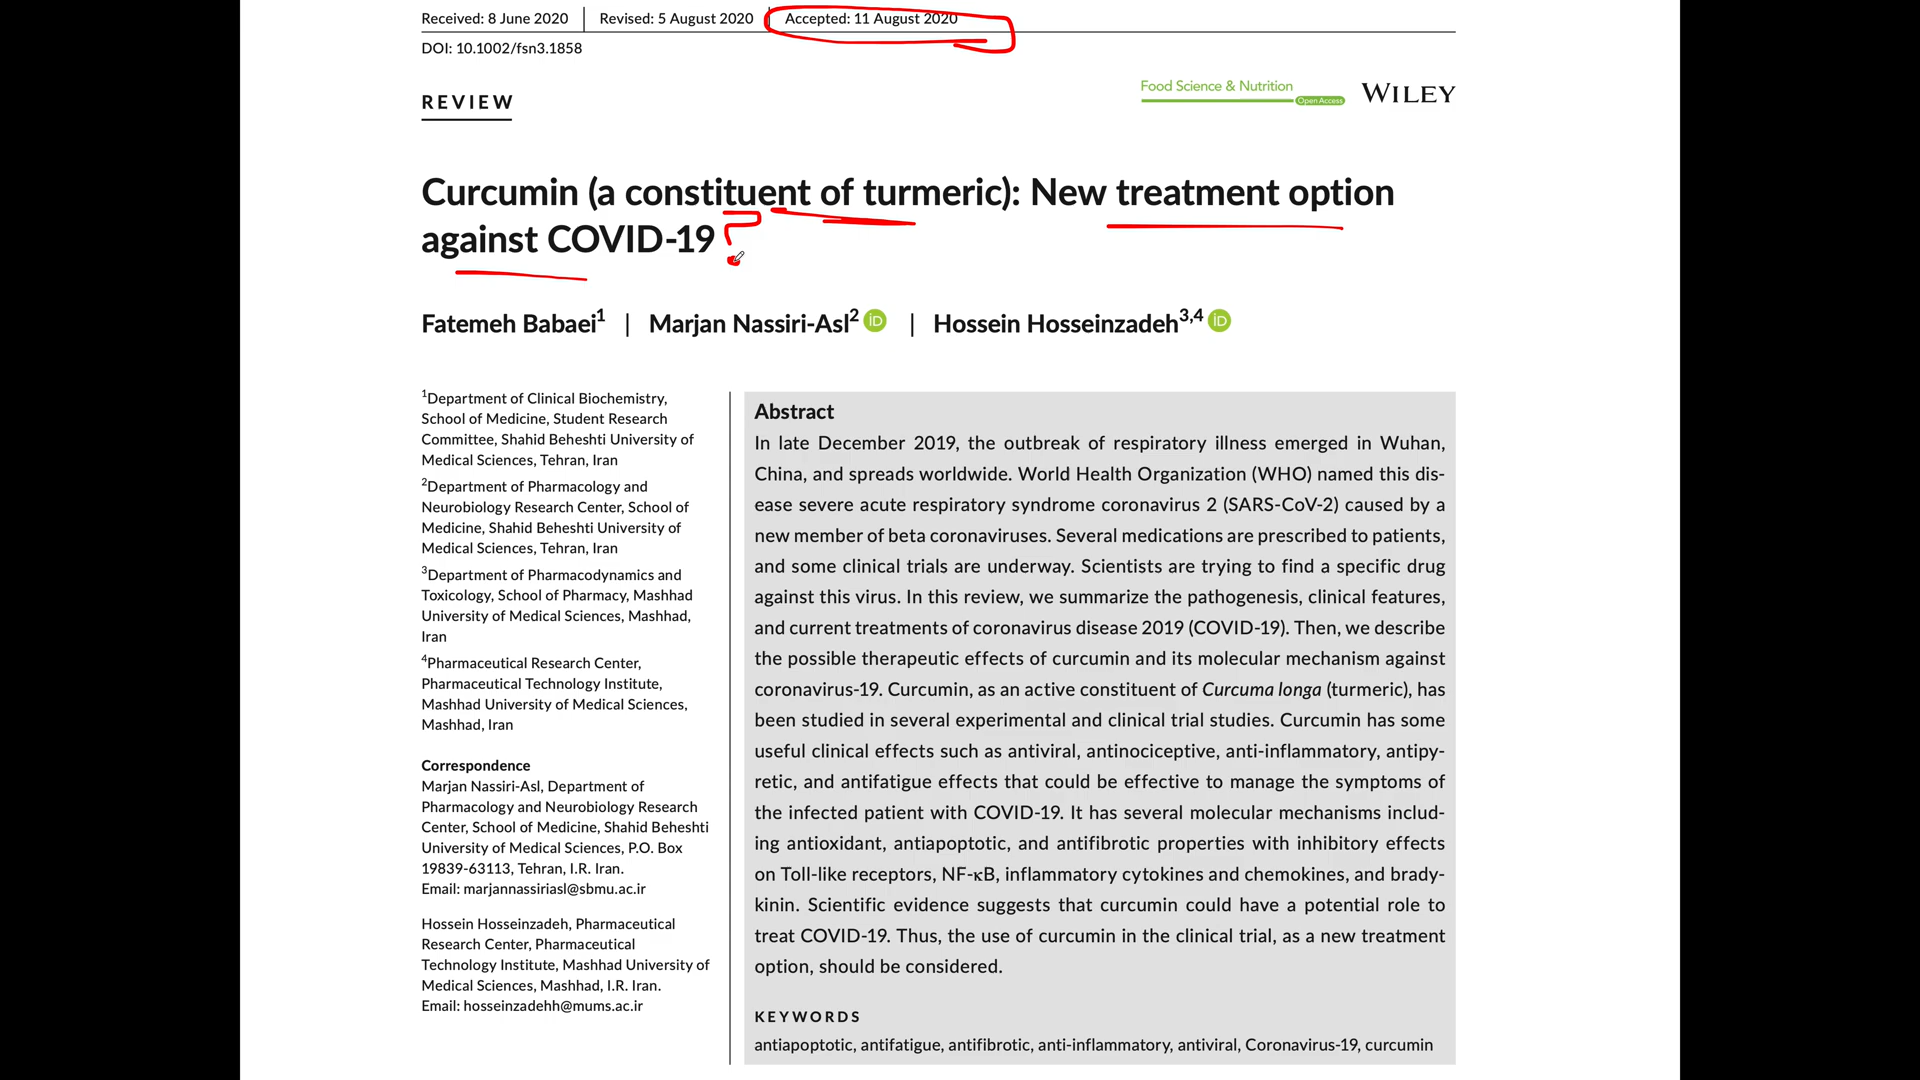 Received: 8 June 2020 | Revised: 5 August 2020 | Accepted: 11 August 2020
DOI: 10.1002/fsn3.1858
Food Science & Nutrition
Open Access
WILEY
REVIEW
Curcumin (a constituent of turmeric): New treatment option
against COVID-19 ?
Fatemeh Babaei1 | Marjan Nassiri-Asl2 iD | Hossein Hosseinzadeh3,4 iD
1Department of Clinical Biochemistry,
School of Medicine, Student Research
Committee, Shahid Beheshti University of
Medical Sciences, Tehran, Iran
2Department of Pharmacology and
Neurobiology Research Center, School of
Medicine, Shahid Beheshti University of
Medical Sciences, Tehran, Iran
3Department of Pharmacodynamics and
Toxicology, School of Pharmacy, Mashhad
University of Medical Sciences, Mashhad,
Iran
4Pharmaceutical Research Center,
Pharmaceutical Technology Institute,
Mashhad University of Medical Sciences,
Mashhad, Iran
Correspondence
Marjan Nassiri-Asl, Department of
Pharmacology and Neurobiology Research
Center, School of Medicine, Shahid Beheshti
University of Medical Sciences, P.O. Box
19839-63113, Tehran, I.R. Iran.
Email: marjannassiriasl@sbmu.ac.ir
Hossein Hosseinzadeh, Pharmaceutical
Research Center, Pharmaceutical
Technology Institute, Mashhad University of
Medical Sciences, Mashhad, I.R. Iran.
Email: hosseinzadehh@mums.ac.ir
Abstract
In late December 2019, the outbreak of respiratory illness emerged in Wuhan,
China, and spreads worldwide. World Health Organization (WHO) named this dis-
ease severe acute respiratory syndrome coronavirus 2 (SARS-CoV-2) caused by a
new member of beta coronaviruses. Several medications are prescribed to patients,
and some clinical trials are underway. Scientists are trying to find a specific drug
against this virus. In this review, we summarize the pathogenesis, clinical features,
and current treatments of coronavirus disease 2019 (COVID-19). Then, we describe
the possible therapeutic effects of curcumin and its molecular mechanism against
coronavirus-19. Curcumin, as an active constituent of Curcuma longa (turmeric), has
been studied in several experimental and clinical trial studies. Curcumin has some
useful clinical effects such as antiviral, antinociceptive, anti-inflammatory, antipy-
retic, and antifatigue effects that could be effective to manage the symptoms of
the infected patient with COVID-19. It has several molecular mechanisms includ-
ing antioxidant, antiapoptotic, and antifibrotic properties with inhibitory effects
on Toll-like receptors, NF-κB, inflammatory cytokines and chemokines, and brady-
kinin. Scientific evidence suggests that curcumin could have a potential role to
treat COVID-19. Thus, the use of curcumin in the clinical trial, as a new treatment
option, should be considered.
KEYWORDS
antiapoptotic, antifatigue, antifibrotic, anti-inflammatory, antiviral, Coronavirus-19, curcumin